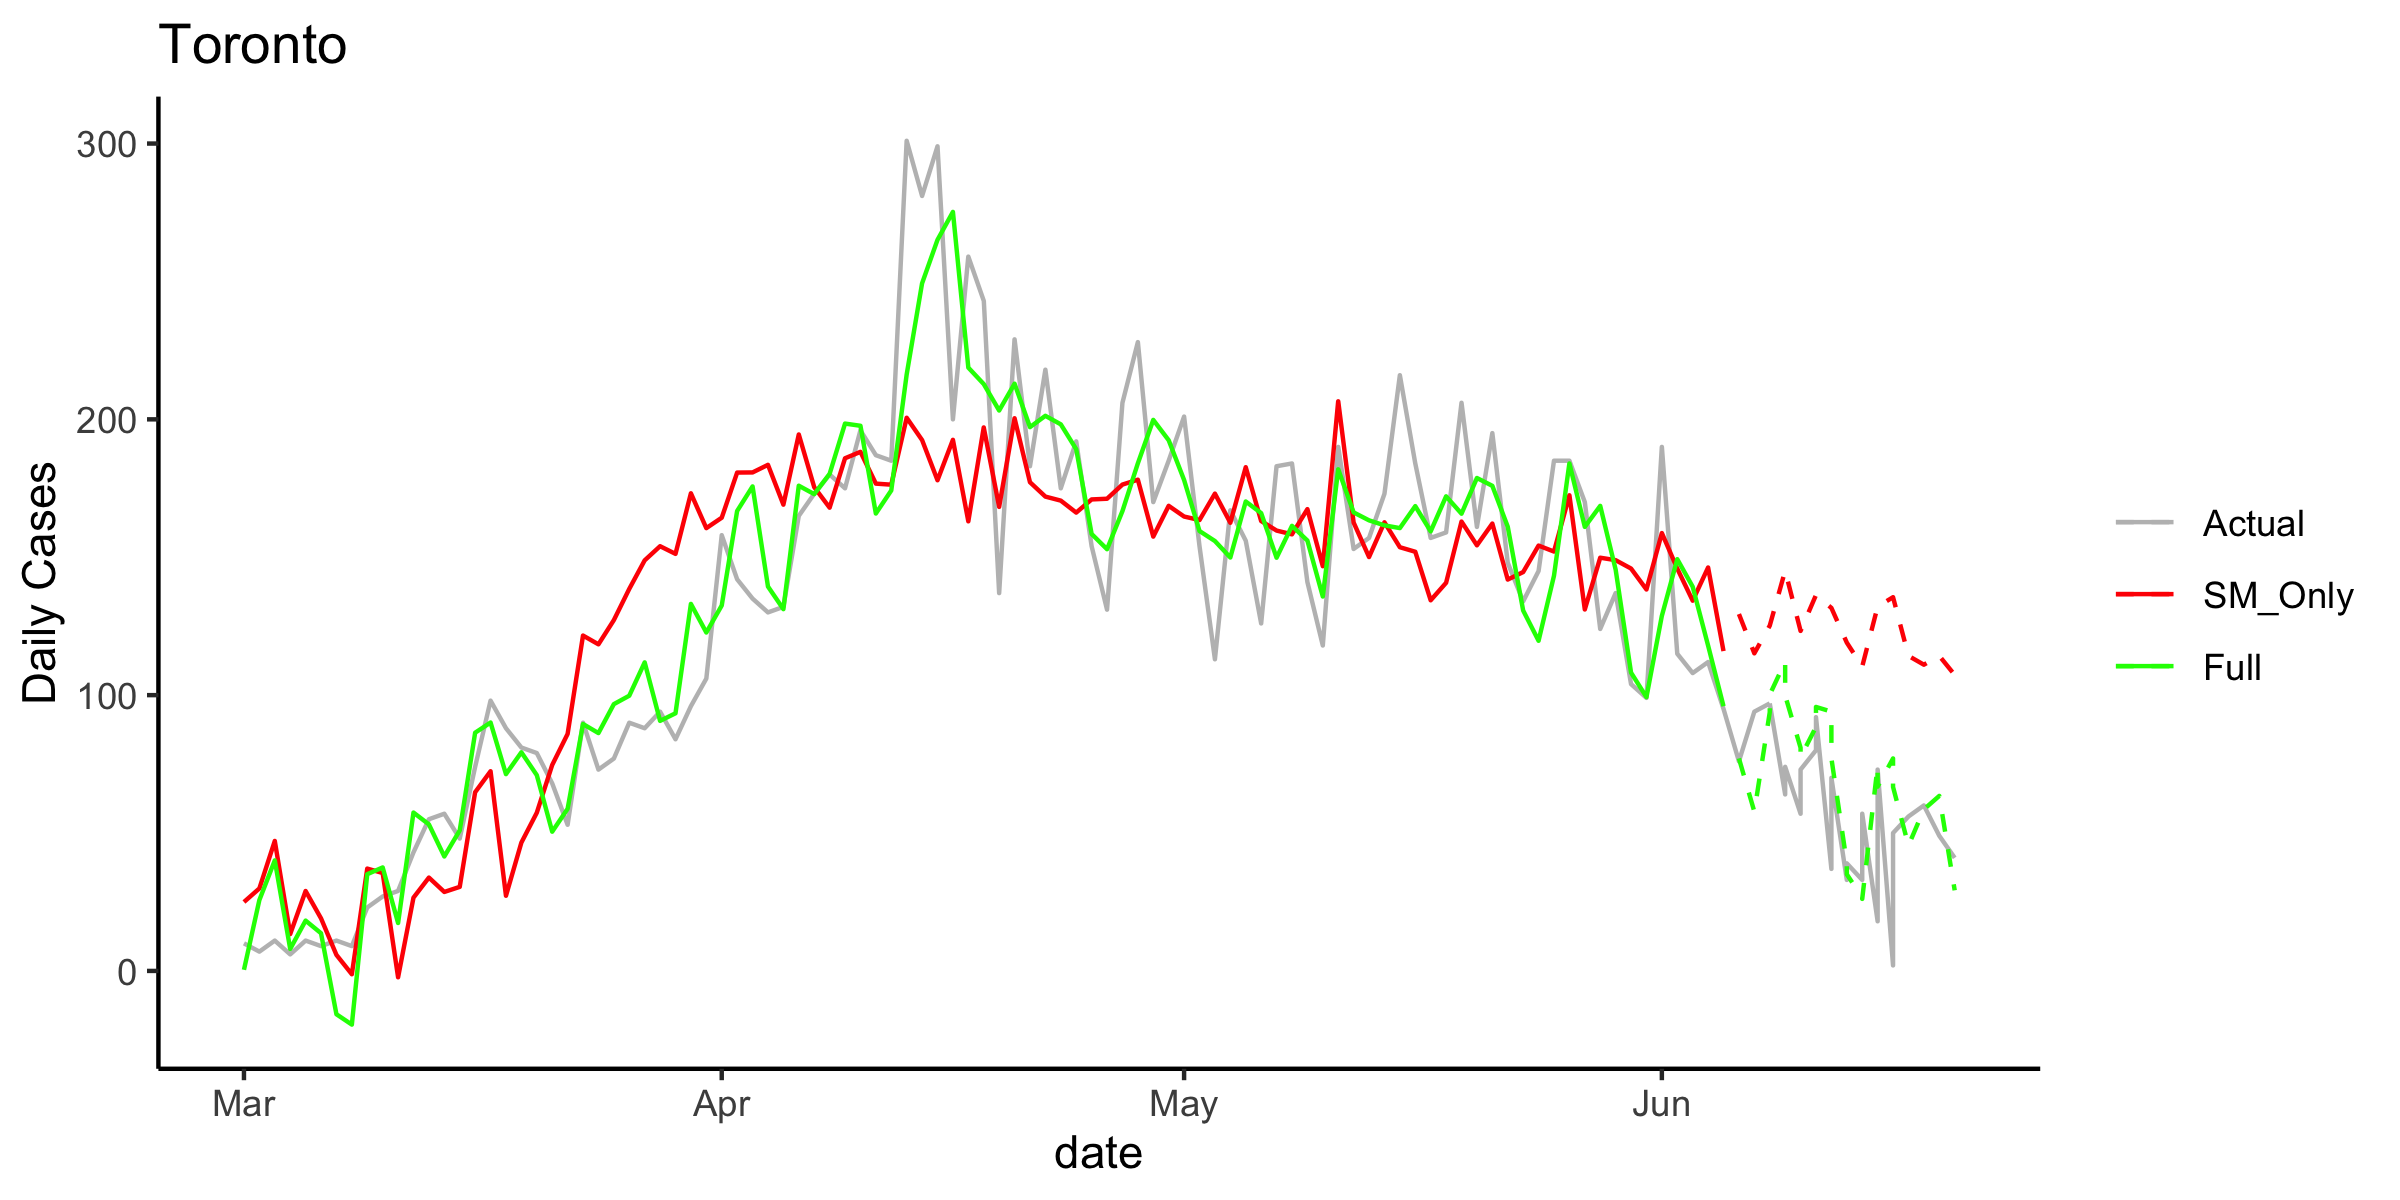 Toronto
Daily Cases
300
200
100
0
Mar Apr May Jun
date
Actual
SM_Only
Full